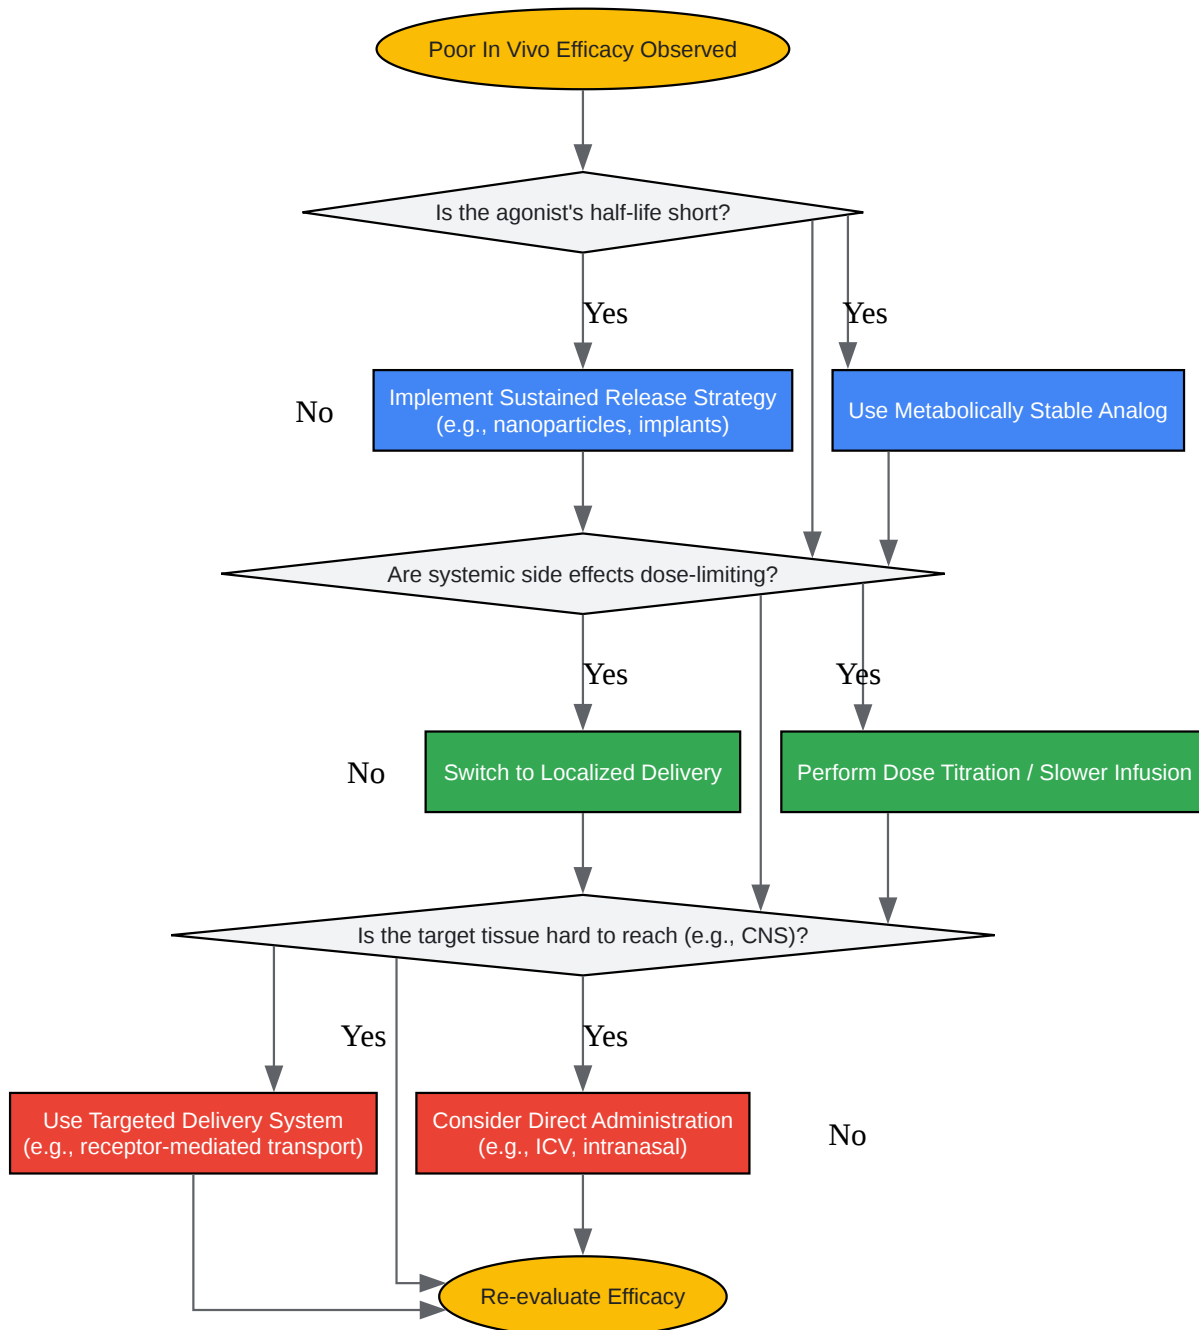 Poor In Vivo Efficacy Observed
Is the agonist's half-life short?
Yes
Yes
No
Implement Sustained Release Strategy
(e.g., nanoparticles, implants)
Use Metabolically Stable Analog
Are systemic side effects dose-limiting?
Yes
Yes
No
Switch to Localized Delivery
Perform Dose Titration / Slower Infusion
Is the target tissue hard to reach (e.g., CNS)?
Yes
Yes
Use Targeted Delivery System
(e.g., receptor-mediated transport)
Consider Direct Administration
(e.g., ICV, intranasal)
No
Re-evaluate Efficacy